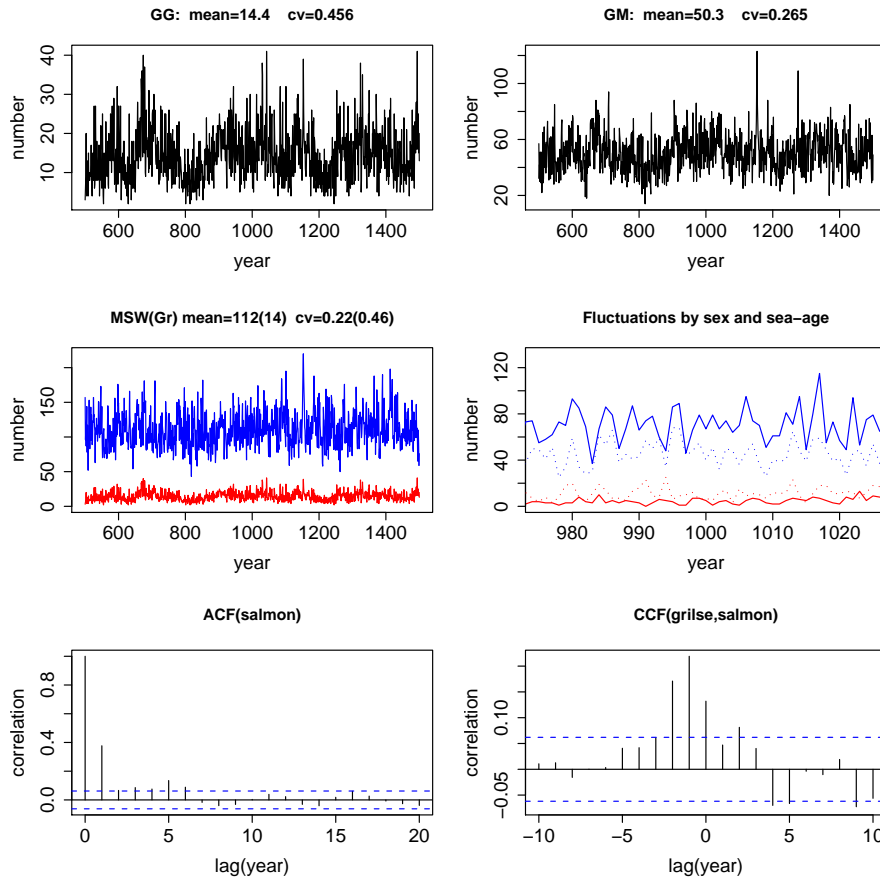 GG: mean=14.4 cv=0.456
number
10 20 30 40
600 800 1000 1200 1400
year
GM: mean=50.3 cv=0.265
number
20 60 100
600 800 1000 1200 1400
year
MSW(Gr) mean=112(14) cv=0.22(0.46)
number
0 50 150
600 800 1000 1200 1400
year
Fluctuations by sex and sea−age
number
0 40 80 120
980 990 1000 1010 1020
year
ACF(salmon)
correlation
0.0 0.4 0.8
0 5 10 15 20
lag(year)
CCF(grilse,salmon)
correlation
−0.05 0.10
−10 −5 0 5 10
lag(year)